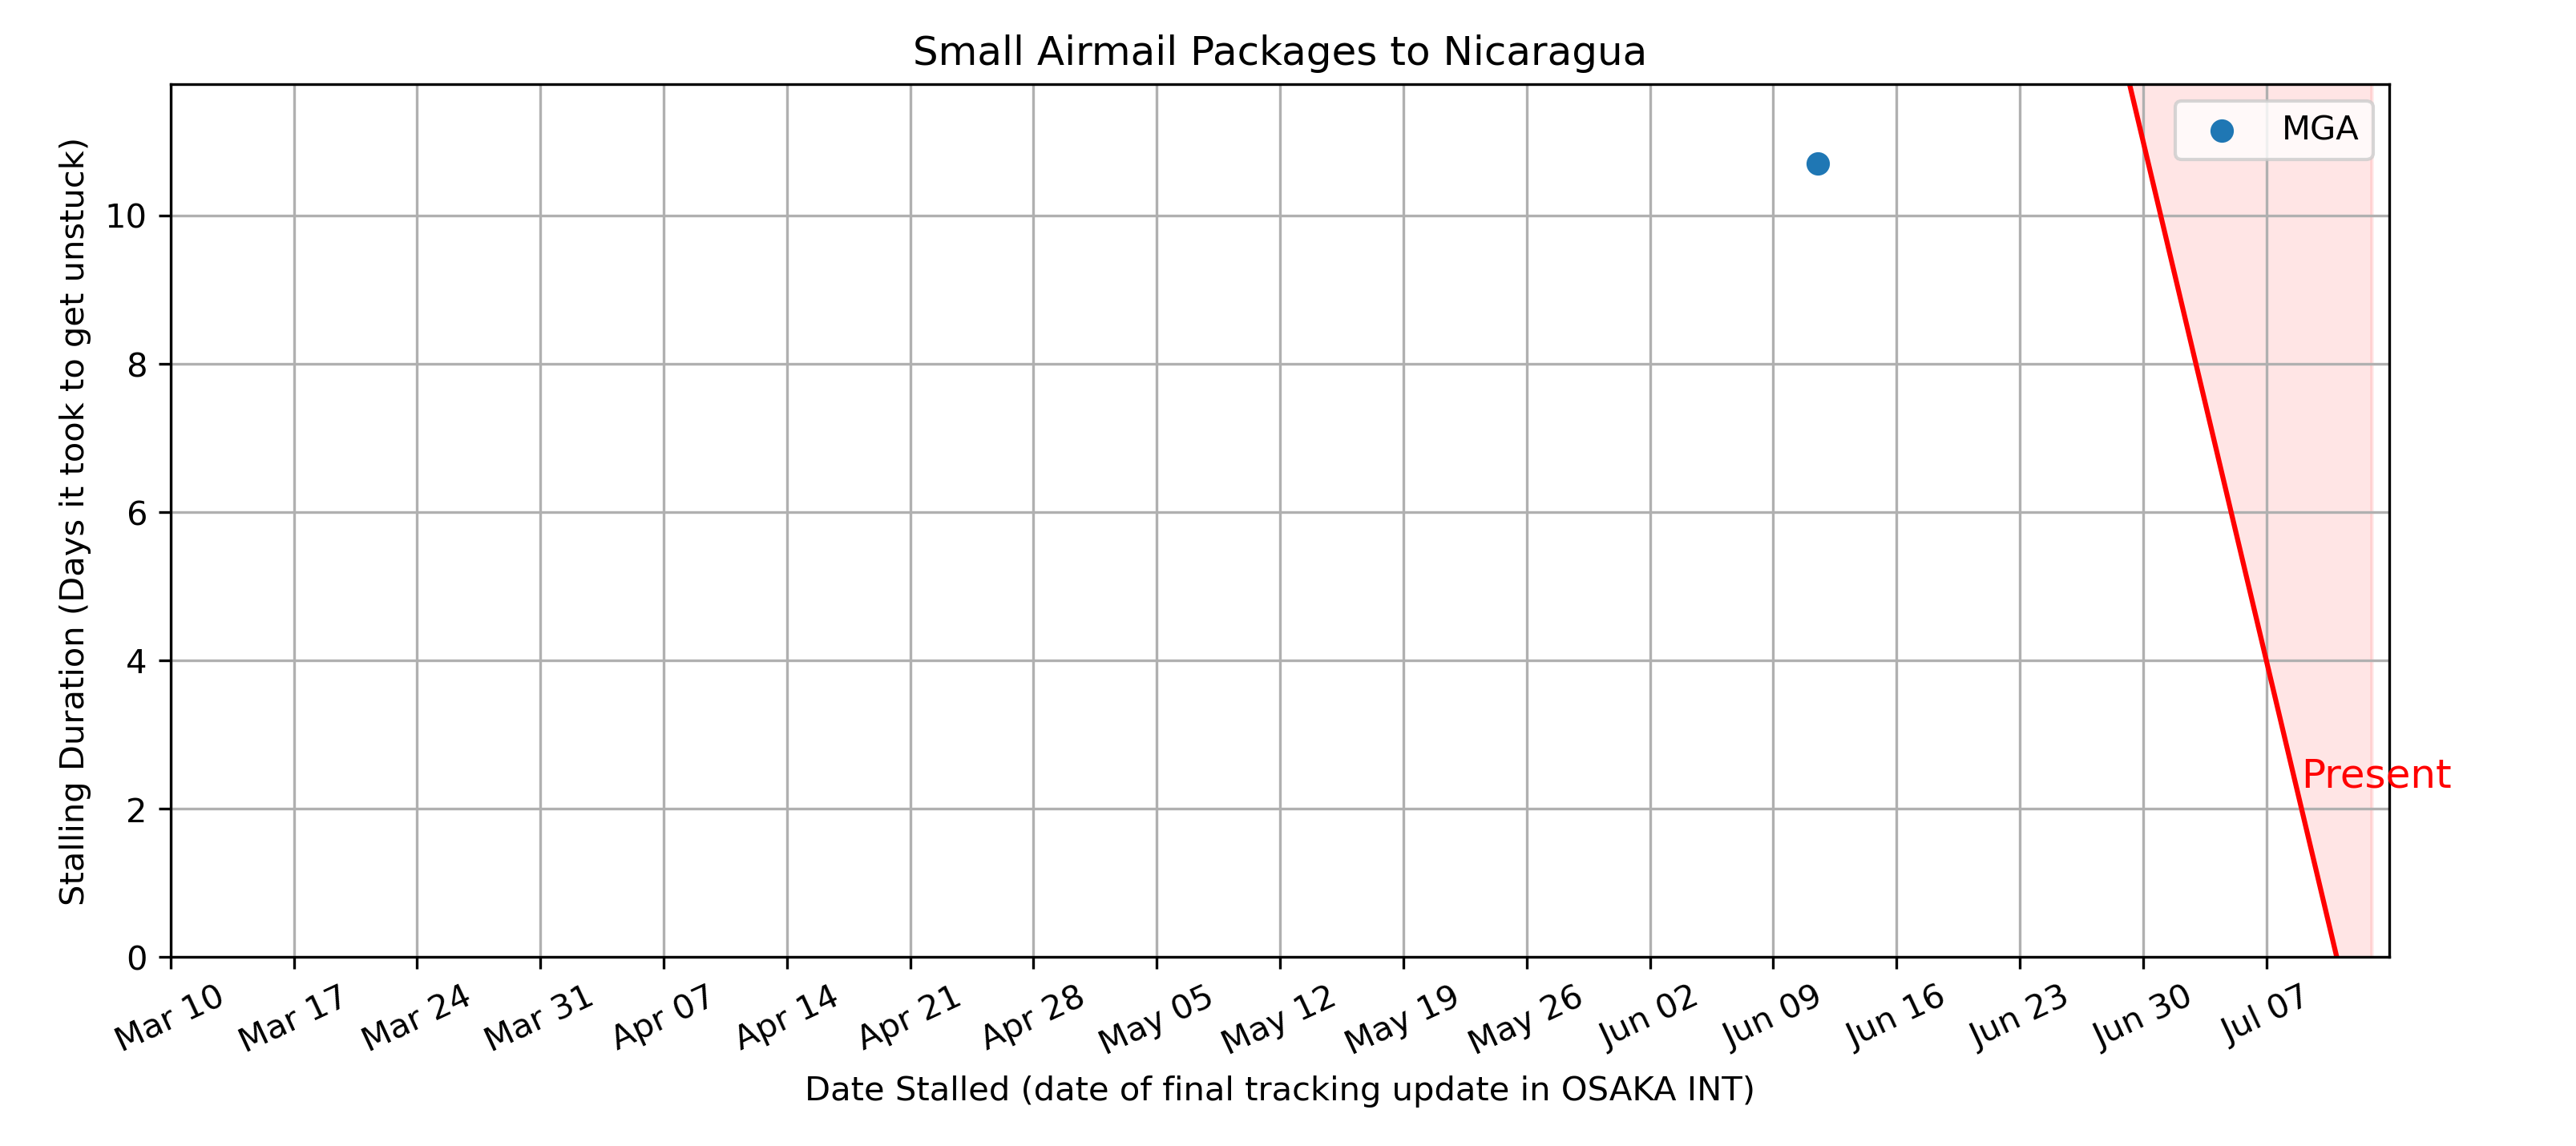 Small Airmail Packages to Nicaragua
MGA
Stalling Duration (Days it took to get unstuck)
10
8
6
4
2
0
Present
Mar 10 Mar 17 Mar 24 Mar 31 Apr 07 Apr 14 Apr 21 Apr 28 May 05 May 12 May 19 May 26 Jun 02 Jun 09 Jun 16 Jun 23 Jun 30 Jul 07
Date Stalled (date of final tracking update in OSAKA INT)